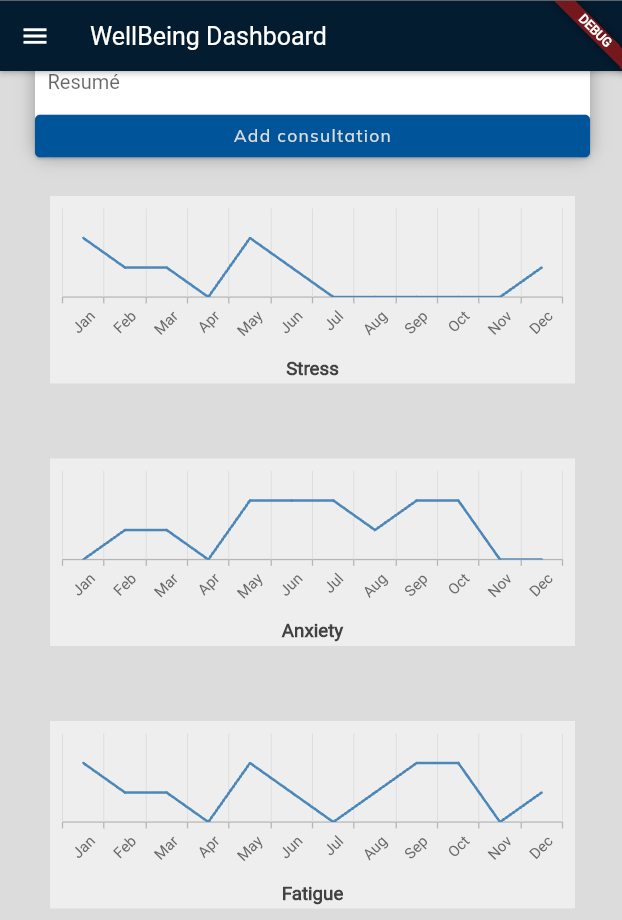 WellBeing Dashboard
DEBUG
Resumé
Add consultation
Jan Feb Mar Apr May Jun Jul Aug Sep Oct Nov Dec
Stress
Jan Feb Mar Apr May Jun Jul Aug Sep Oct Nov Dec
Anxiety
Jan Feb Mar Apr May Jun Jul Aug Sep Oct Nov Dec
Fatigue